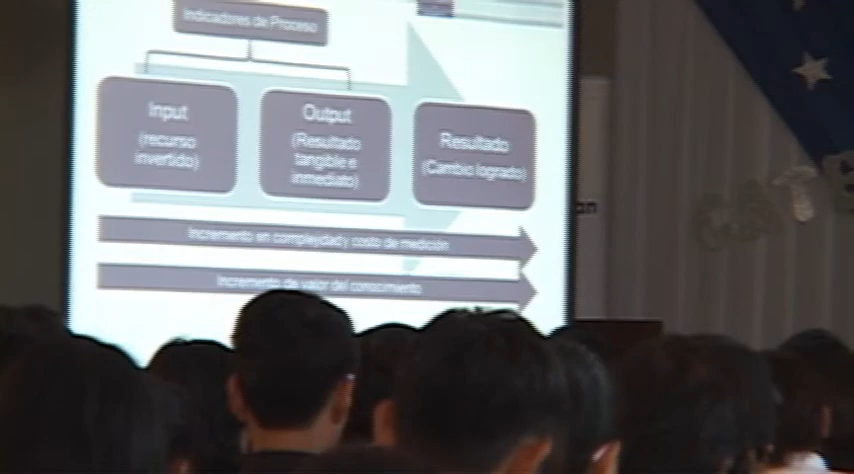 Indicadores de Proceso
Input
(recurso
invertido)
Output
(Resultado
tangible e
inmediato)
Resultado
(Cambio logrado)
Incremento en complejidad y costo de medición
Incremento de valor del conocimiento
an